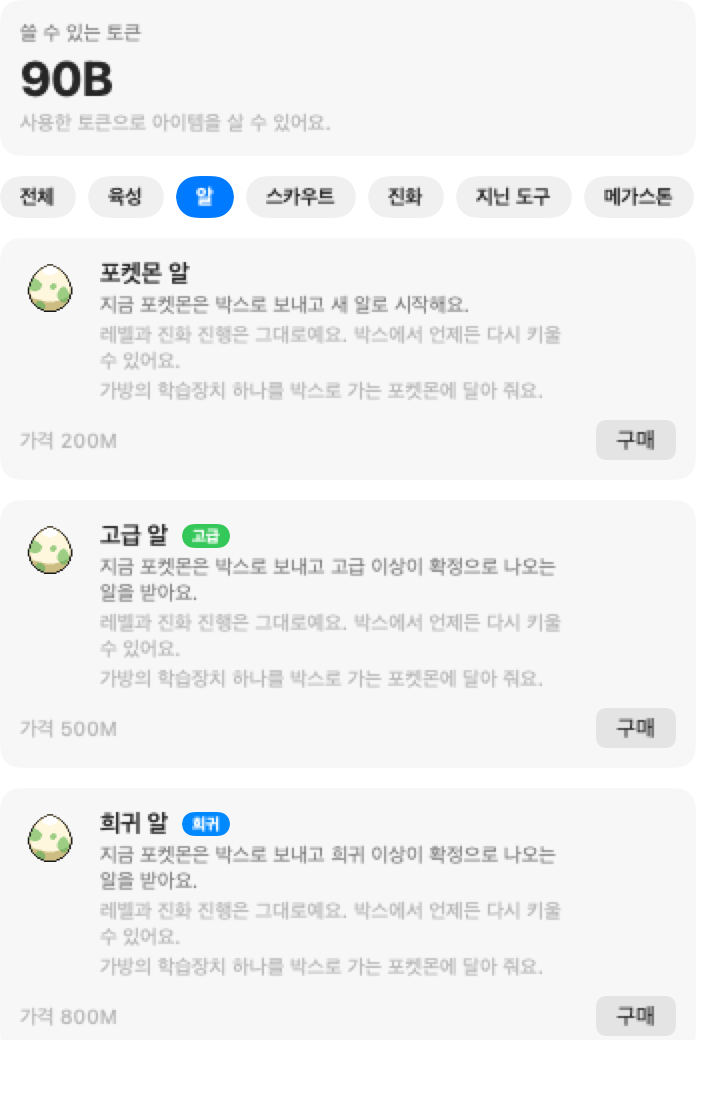 쓸 수 있는 토큰
90B
사용한 토큰으로 아이템을 살 수 있어요.
전체 육성 알 스카우트 진화 지닌 도구 메가스톤
포켓몬 알
지금 포켓몬은 박스로 보내고 새 알로 시작해요.
레벨과 진화 진행은 그대로예요. 박스에서 언제든 다시 키울
수 있어요.
가방의 학습장치 하나를 박스로 가는 포켓몬에 달아 줘요.
가격 200M 구매
고급 알 고급
지금 포켓몬은 박스로 보내고 고급 이상이 확정으로 나오는
알을 받아요.
레벨과 진화 진행은 그대로예요. 박스에서 언제든 다시 키울
수 있어요.
가방의 학습장치 하나를 박스로 가는 포켓몬에 달아 줘요.
가격 500M 구매
희귀 알 희귀
지금 포켓몬은 박스로 보내고 희귀 이상이 확정으로 나오는
알을 받아요.
레벨과 진화 진행은 그대로예요. 박스에서 언제든 다시 키울
수 있어요.
가방의 학습장치 하나를 박스로 가는 포켓몬에 달아 줘요.
가격 800M 구매